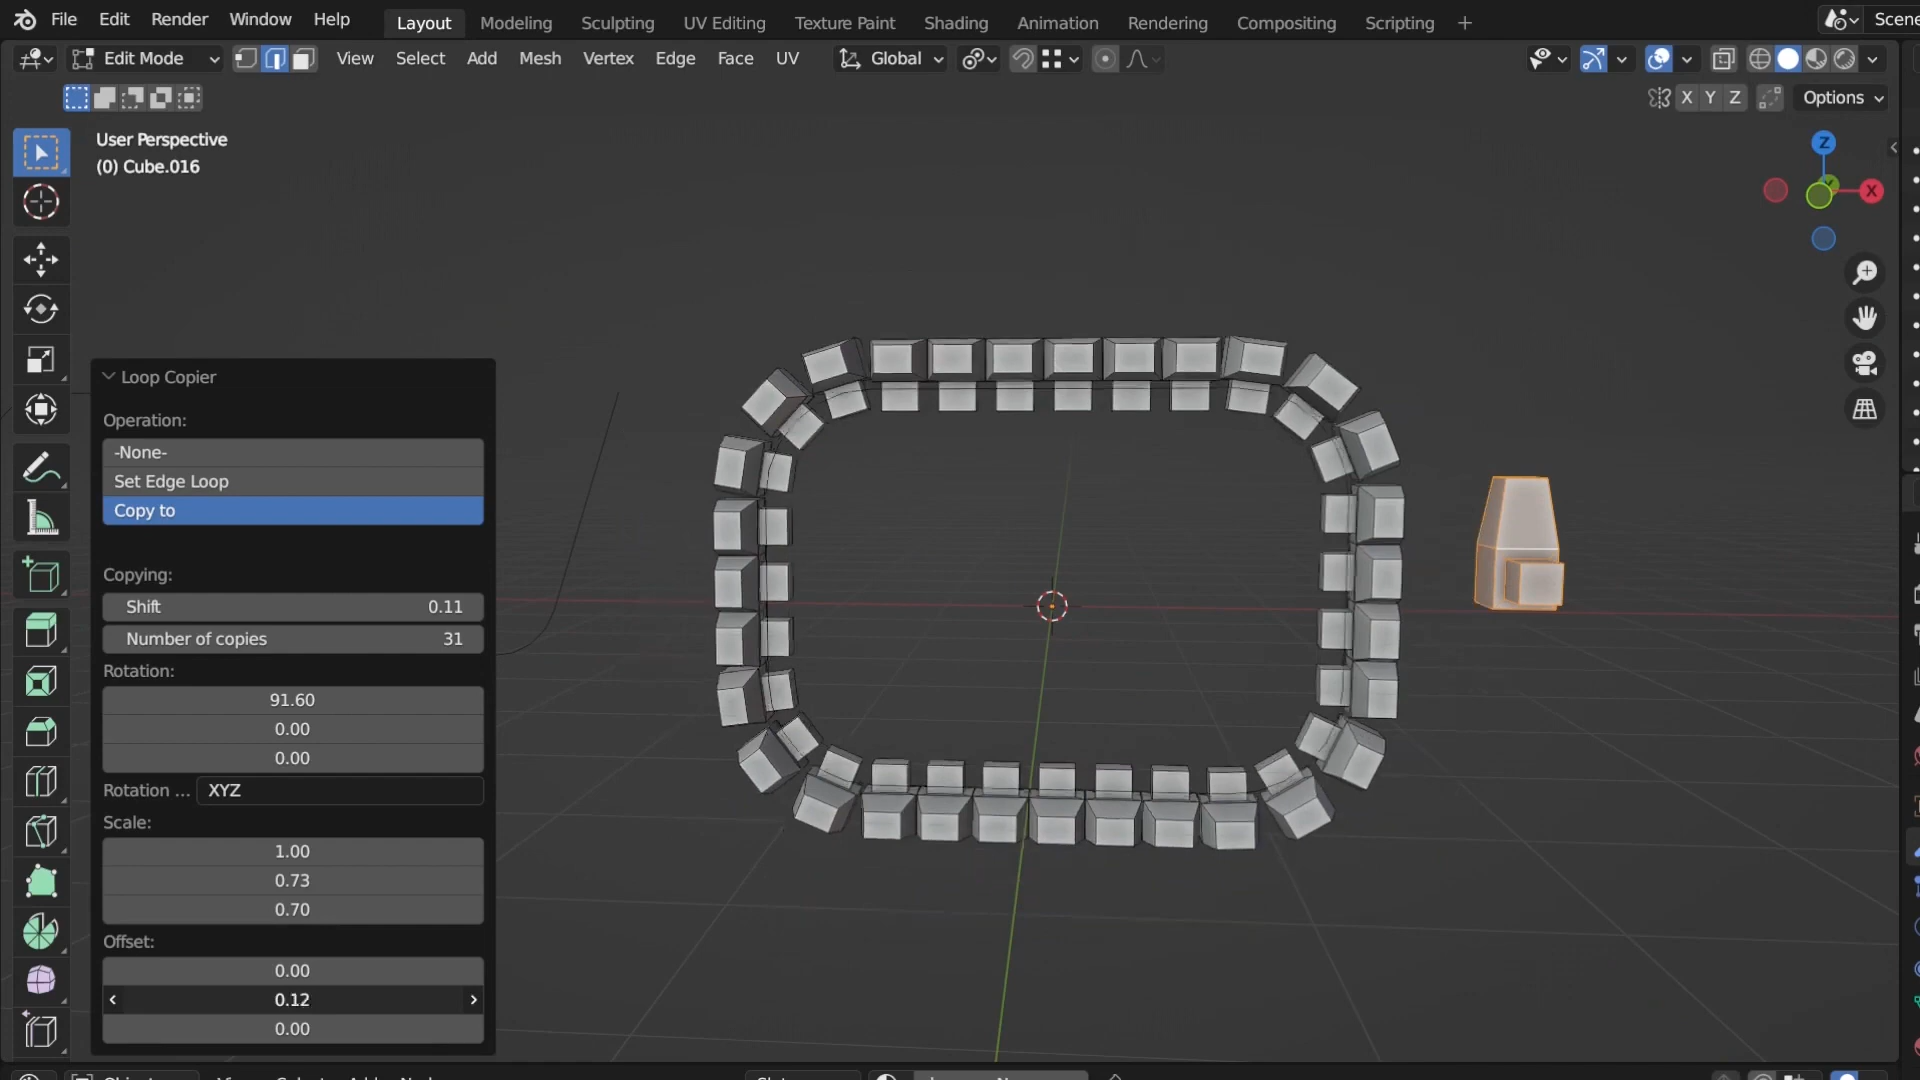 File Edit Render Window Help Layout Modeling Sculpting UV Editing Texture Paint Shading Animation Rendering Compositing Scripting + Scene
Edit Mode View Select Add Mesh Vertex Edge Face UV Global
X Y Z Options
User Perspective
(0) Cube.016
Z
X
Loop Copier
Operation:
-None-
Set Edge Loop
Copy to
Copying:
Shift 0.11
Number of copies 31
Rotation:
91.60
0.00
0.00
Rotation ... XYZ
Scale:
1.00
0.73
0.70
Offset:
0.00
0.12
0.00